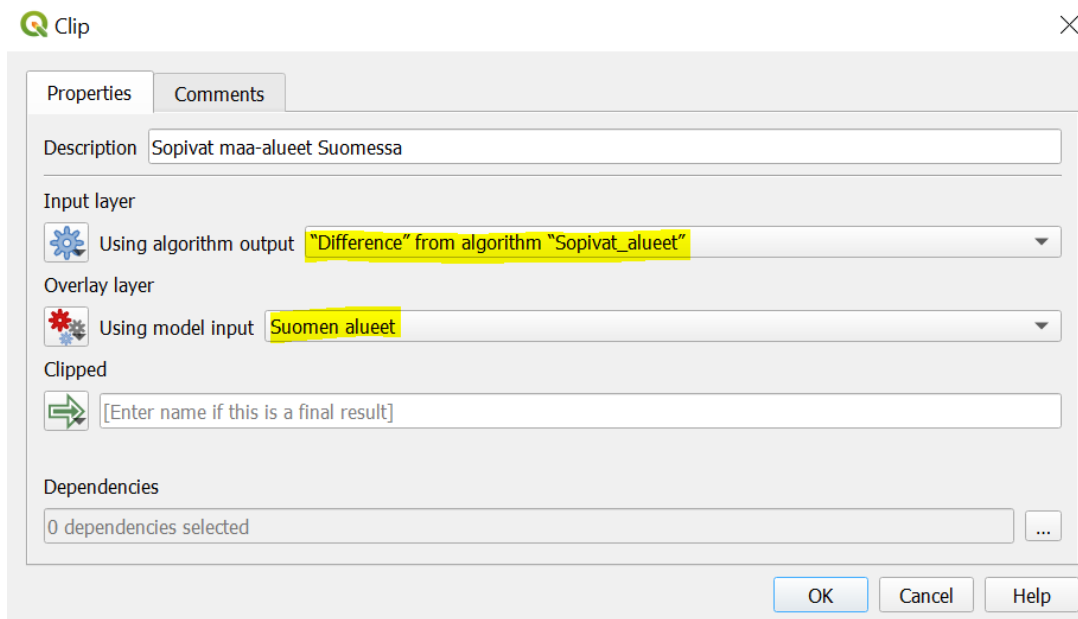 Clip
Properties Comments
Description Sopivat maa-alueet Suomessa
Input layer
Using algorithm output “Difference” from algorithm “Sopivat_alueet”
Overlay layer
Using model input Suomen alueet
Clipped
[Enter name if this is a final result]
Dependencies
0 dependencies selected ...
OK Cancel Help